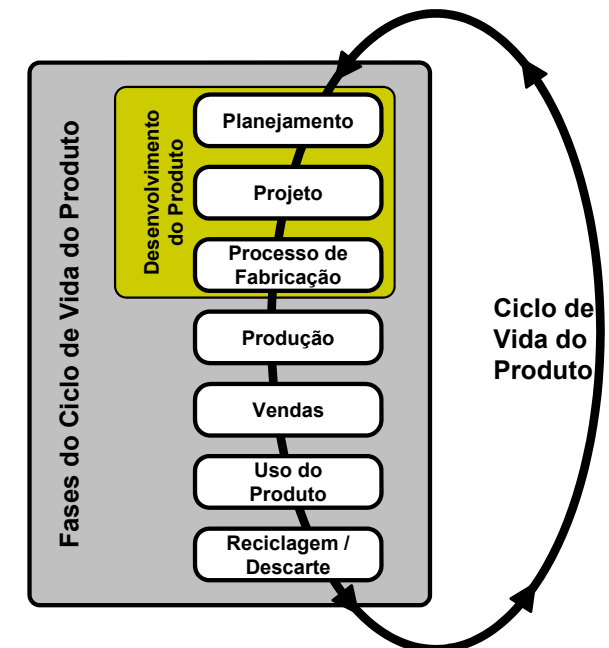 Fases do Ciclo de Vida do Produto
Desenvolvimento
do Produto
Planejamento
Projeto
Processo de
Fabricação
Produção
Vendas
Uso do
Produto
Reciclagem /
Descarte
Ciclo de
Vida do
Produto